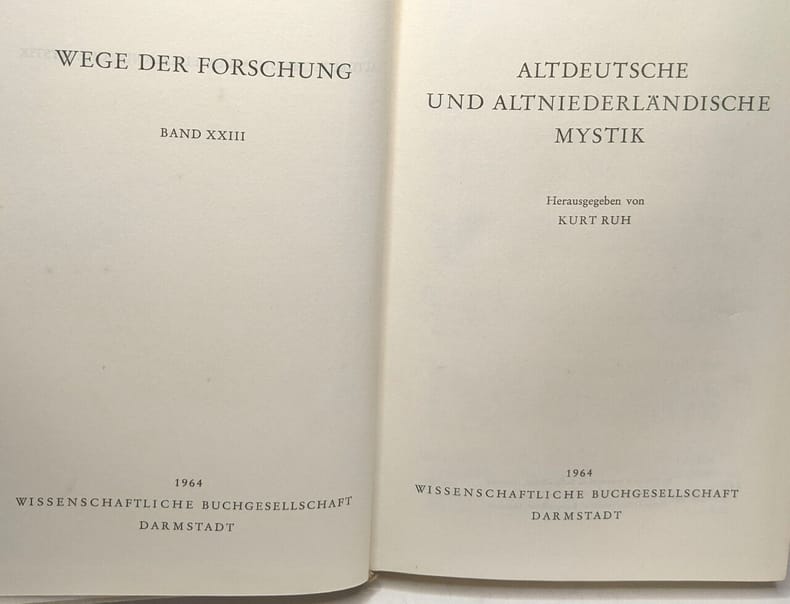 WEGE DER FORSCHUNG
BAND XXIII
1964
WISSENSCHAFTLICHE BUCHGESELLSCHAFT
DARMSTADT
ALTDEUTSCHE
UND ALTNIEDERLÄNDISCHE
MYSTIK
Herausgegeben von
KURT RUH
1964
WISSENSCHAFTLICHE BUCHGESELLSCHAFT
DARMSTADT